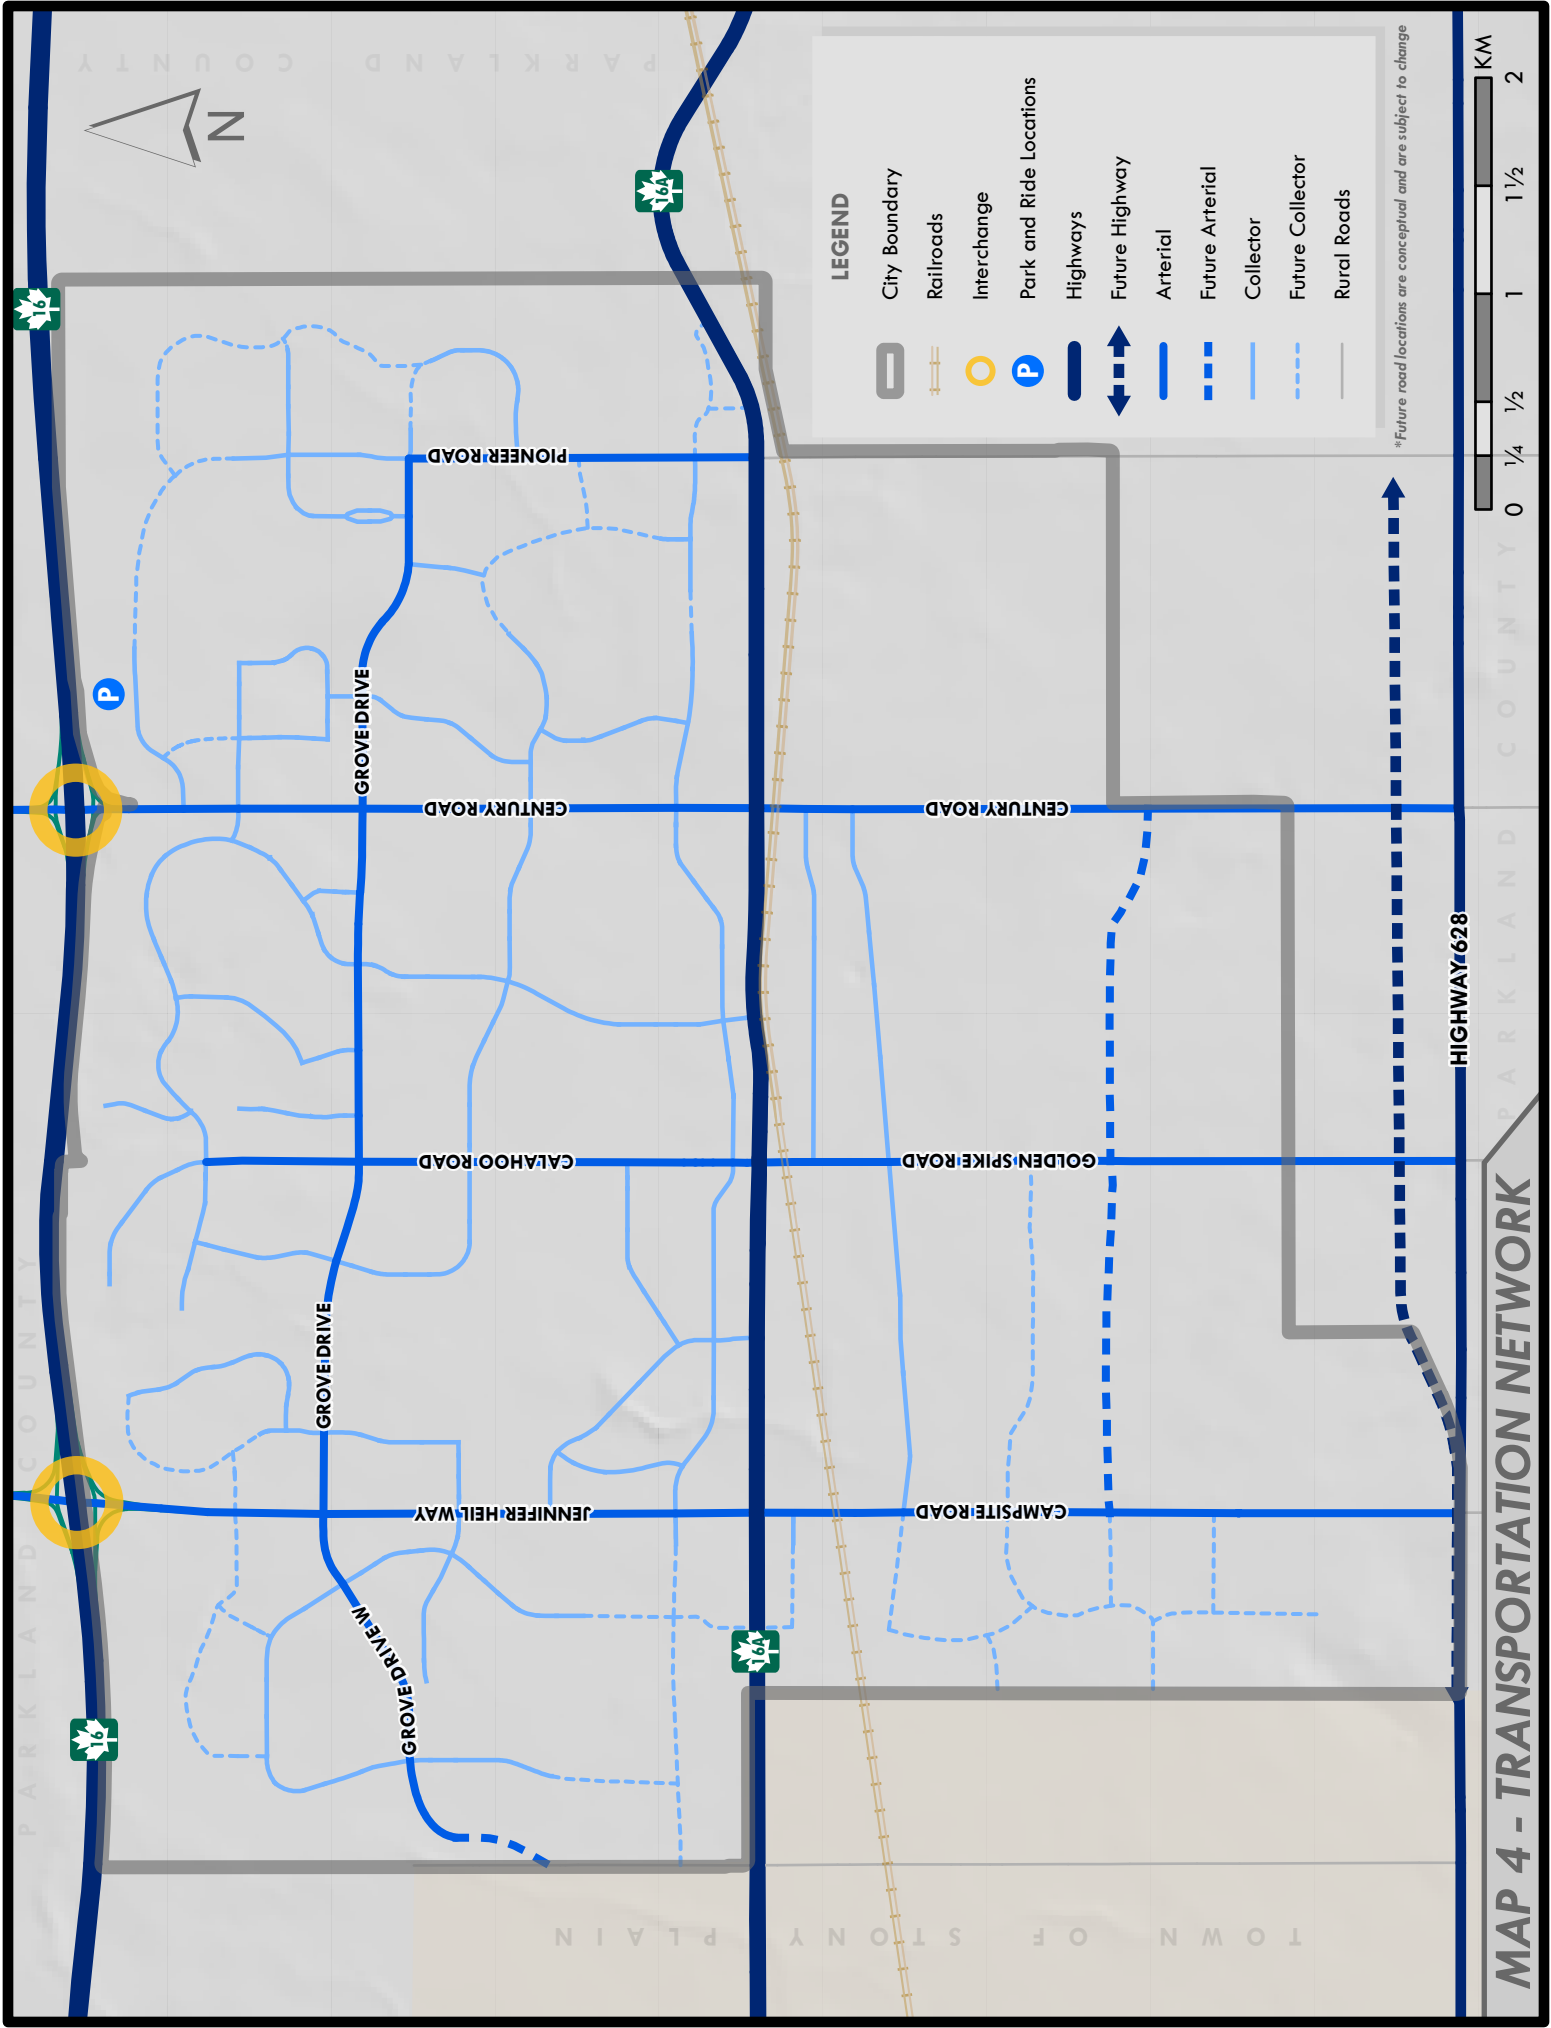 PARKLAND COUNTY
16
16
P
N
PARKLAND COUNTY
GROVE DRIVE W
GROVE DRIVE
GROVE DRIVE
JENNIFER HEIL WAY
CALAHOO ROAD
CENTURY ROAD
PIONEER ROAD
16A
16A
TOWN OF STONY PLAIN
CAMPSITE ROAD
GOLDEN SPIKE ROAD
CENTURY ROAD
LEGEND
City Boundary
Railroads
Interchange
P Park and Ride Locations
Highways
Future Highway
Arterial
Future Arterial
Collector
Future Collector
Rural Roads
*Future road locations are conceptual and are subject to change
HIGHWAY 628
PARKLAND COUNTY
KM
0 ¼ ½ 1 1½ 2
MAP 4 - TRANSPORTATION NETWORK